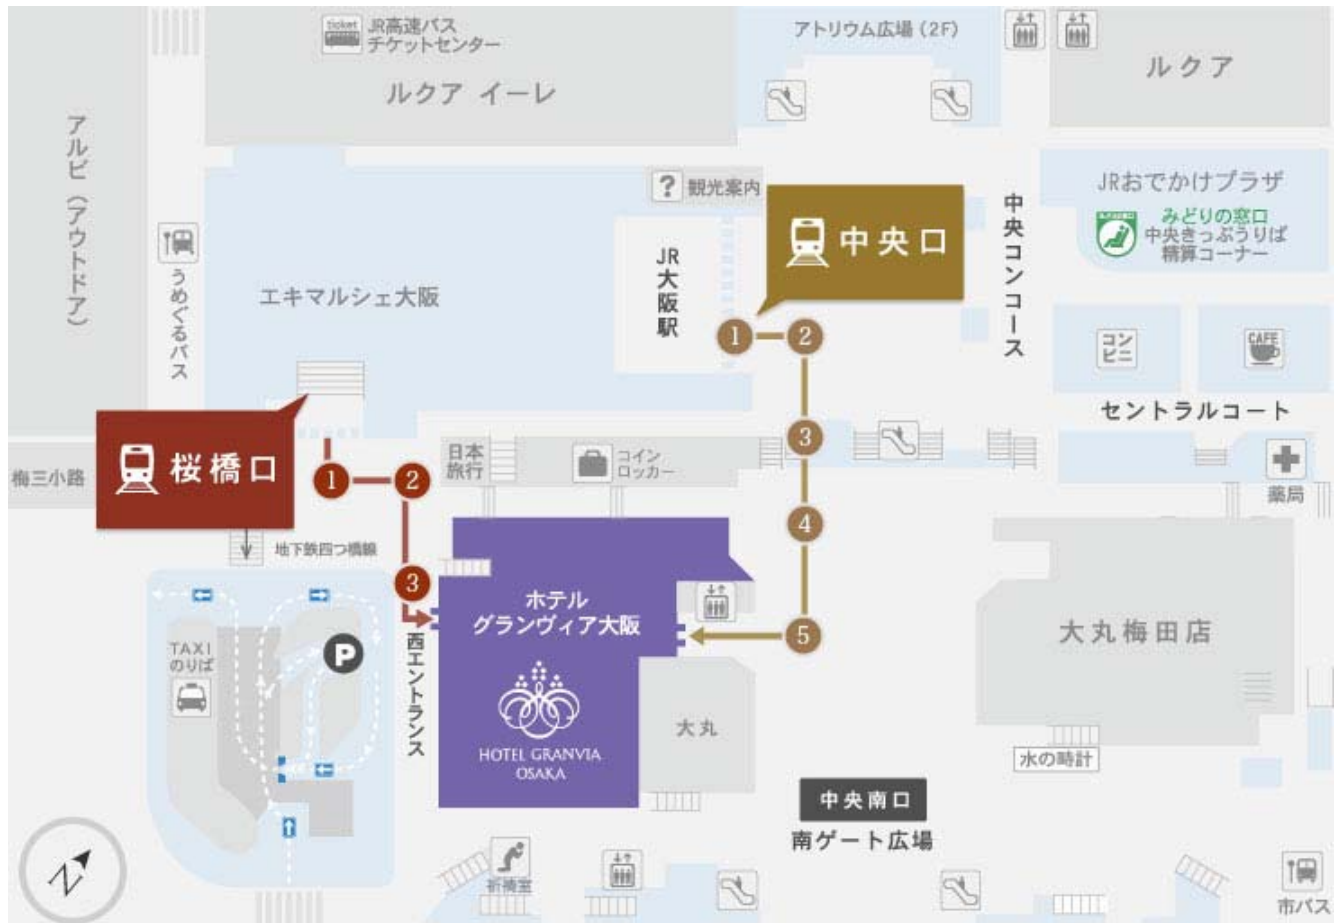 ticket
JR高速バス
チケットセンター
ルクア イーレ
アトリウム広場（2F）
ルクア
アルビ（アウトドア）
? 観光案内
中央口
中央コンコース
JRおでかけプラザ
みどりの窓口
中央きっぷうりば
精算コーナー
うめぐるバス
エキマルシェ大阪
JR大阪駅
1
2
コン
ビニ
CAFE
セントラルコート
桜橋口
梅三小路
1
2
日本
旅行
コイン
ロッカー
3
薬局
4
地下鉄四つ橋線
3
ホテル
グランヴィア大阪
5
大丸梅田店
TAXI
のりば
P
西エントランス
HOTEL GRANVIA
OSAKA
大丸
水の時計
中央南口
南ゲート広場
N
祈祷室
市バス